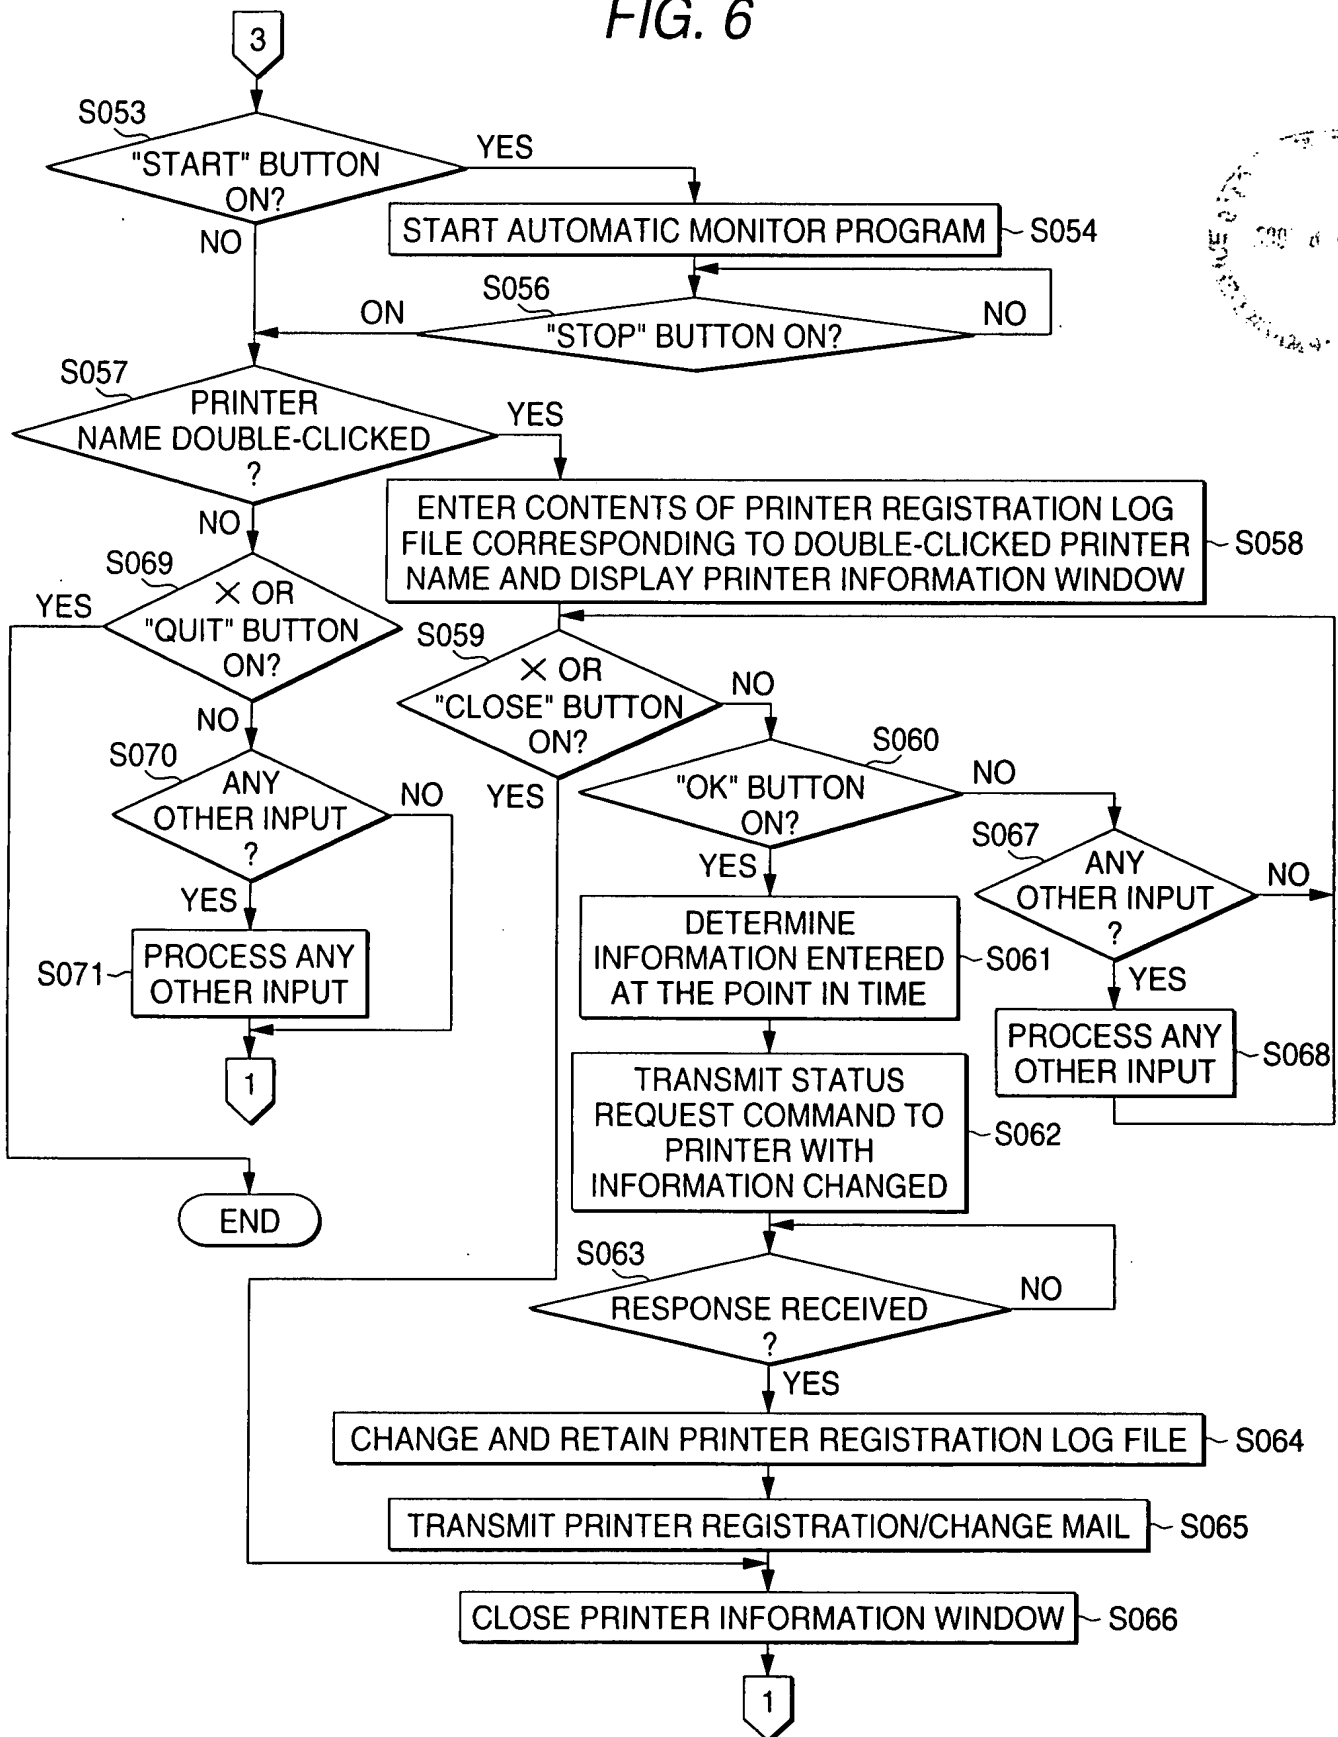 FIG. 6
3
S053
"START" BUTTON
ON?
YES
NO
START AUTOMATIC MONITOR PROGRAM
S054
S056
"STOP" BUTTON ON?
ON
NO
S057
PRINTER
NAME DOUBLE-CLICKED
?
YES
NO
ENTER CONTENTS OF PRINTER REGISTRATION LOG
FILE CORRESPONDING TO DOUBLE-CLICKED PRINTER
NAME AND DISPLAY PRINTER INFORMATION WINDOW
S058
S069
X OR
"QUIT" BUTTON
ON?
YES
NO
S059
X OR
"CLOSE" BUTTON
ON?
NO
YES
S070
ANY
OTHER INPUT
?
NO
YES
S060
"OK" BUTTON
ON?
NO
YES
S067
ANY
OTHER INPUT
?
NO
YES
S071
PROCESS ANY
OTHER INPUT
1
END
DETERMINE
INFORMATION ENTERED
AT THE POINT IN TIME
S061
PROCESS ANY
OTHER INPUT
S068
TRANSMIT STATUS
REQUEST COMMAND TO
PRINTER WITH
INFORMATION CHANGED
S062
S063
RESPONSE RECEIVED
?
NO
YES
CHANGE AND RETAIN PRINTER REGISTRATION LOG FILE
S064
TRANSMIT PRINTER REGISTRATION/CHANGE MAIL
S065
CLOSE PRINTER INFORMATION WINDOW
S066
1